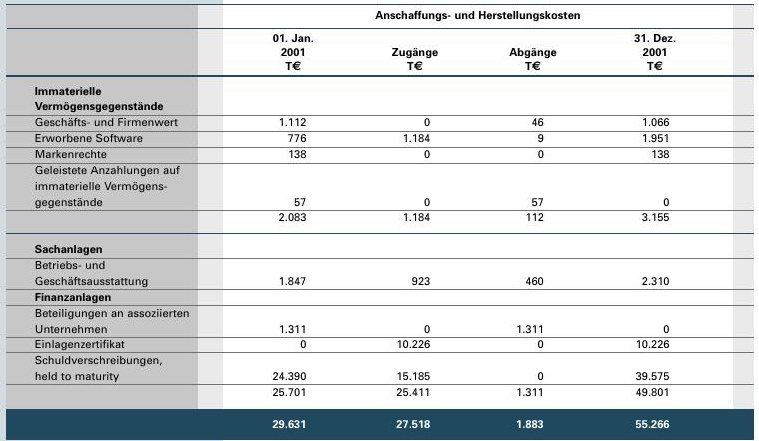 Anschaffungs- und Herstellungskosten
01. Jan. 31. Dez.
2001 Zugänge Abgänge 2001
T€ T€ T€ T€
Immaterielle
Vermögensgegenstände
Geschäfts- und Firmenwert 1.112 0 46 1.066
Erworbene Software 776 1.184 9 1.951
Markenrechte 138 0 0 138
Geleistete Anzahlungen auf
immaterielle Vermögens-
gegenstände 57 0 57 0
2.083 1.184 112 3.155
Sachanlagen
Betriebs- und
Geschäftsausstattung 1.847 923 460 2.310
Finanzanlagen
Beteiligungen an assoziierten
Unternehmen 1.311 0 1.311 0
Einlagenzertifikat 0 10.226 0 10.226
Schuldverschreibungen,
held to maturity 24.390 15.185 0 39.575
25.701 25.411 1.311 49.801
29.631 27.518 1.883 55.266